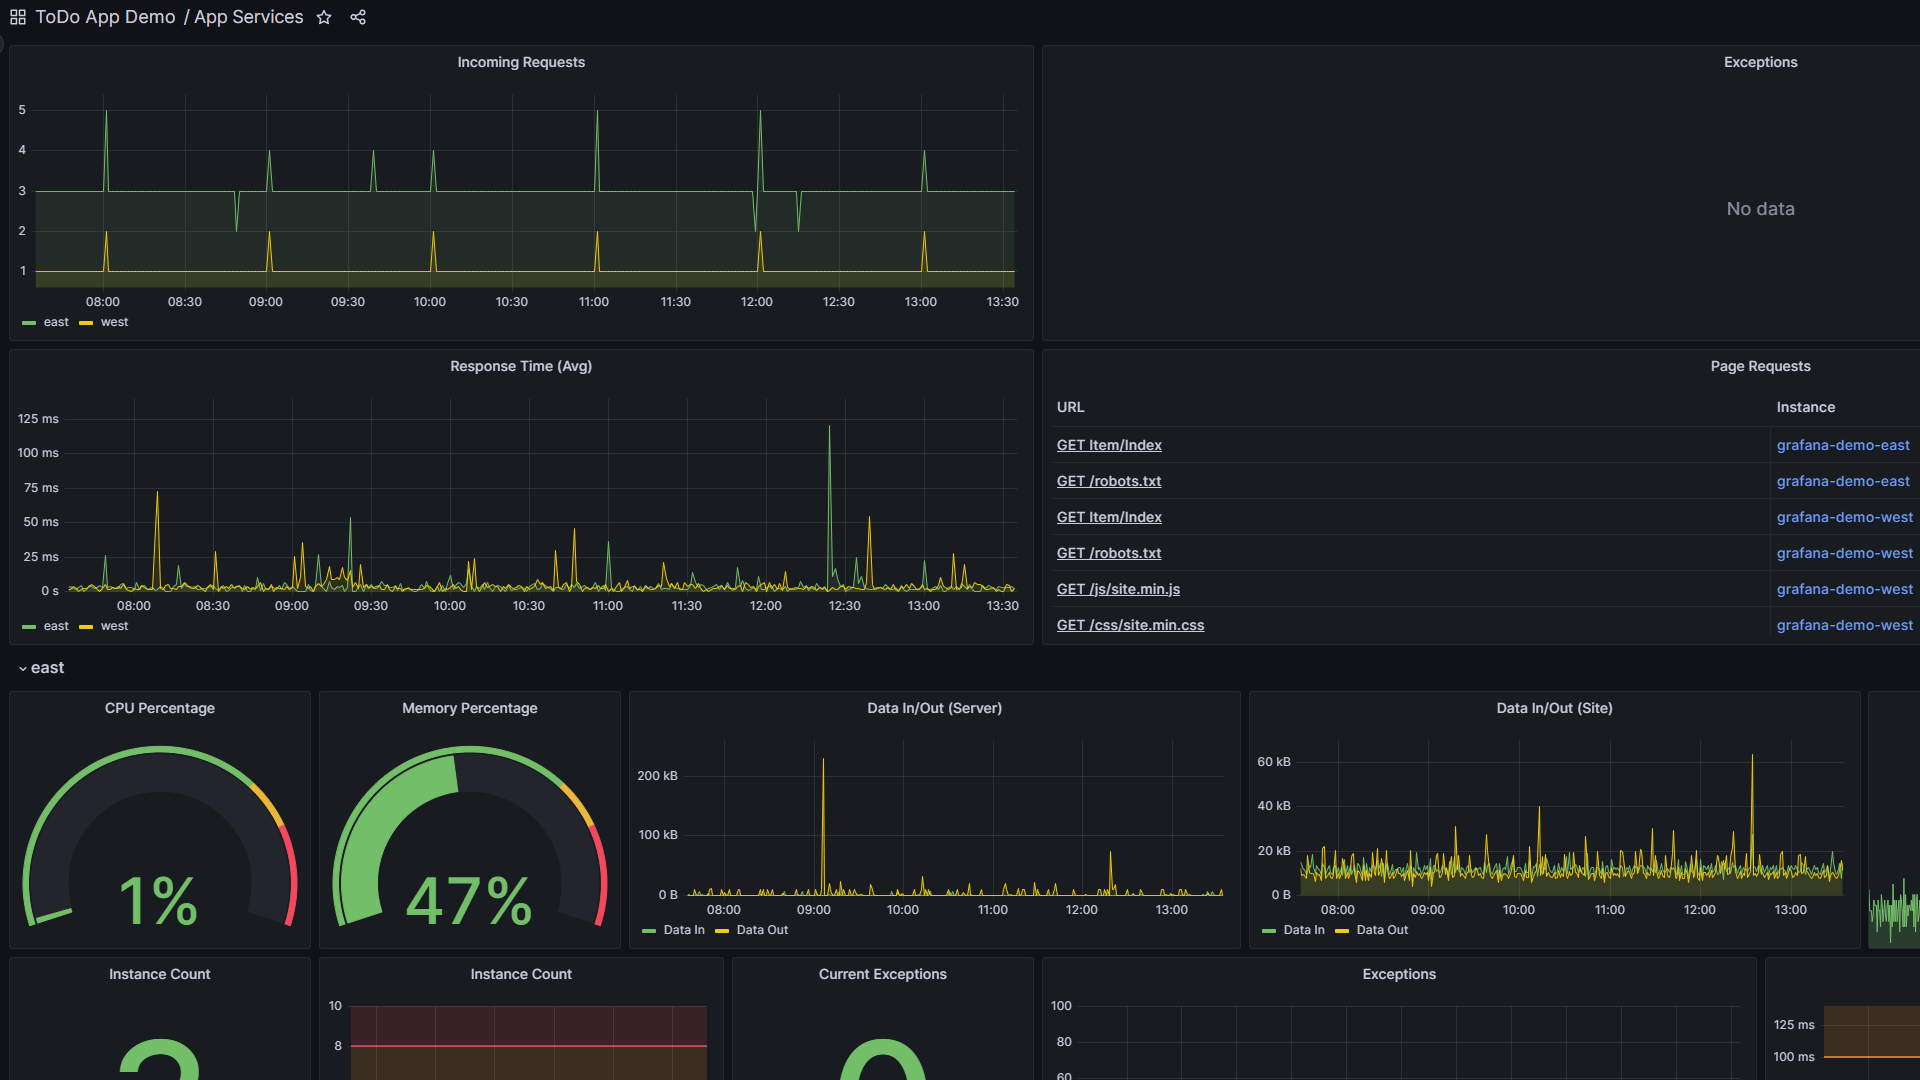 ToDo App Demo / App Services
Incoming Requests
5
4
3
2
1
08:00 08:30 09:00 09:30 10:00 10:30 11:00 11:30 12:00 12:30 13:00 13:30
east west
Exceptions
No data
Response Time (Avg)
125 ms
100 ms
75 ms
50 ms
25 ms
0 s
08:00 08:30 09:00 09:30 10:00 10:30 11:00 11:30 12:00 12:30 13:00 13:30
east west
Page Requests
URL Instance
GET Item/Index grafana-demo-east
GET /robots.txt grafana-demo-east
GET Item/Index grafana-demo-west
GET /robots.txt grafana-demo-west
GET /js/site.min.js grafana-demo-west
GET /css/site.min.css grafana-demo-west
east
CPU Percentage
1%
Memory Percentage
47%
Data In/Out (Server)
200 kB
100 kB
0 B
08:00 09:00 10:00 11:00 12:00 13:00
Data In Data Out
Data In/Out (Site)
60 kB
40 kB
20 kB
0 B
08:00 09:00 10:00 11:00 12:00 13:00
Data In Data Out
Instance Count
Instance Count
10
8
Current Exceptions
Exceptions
100
80
60
125 ms
100 ms